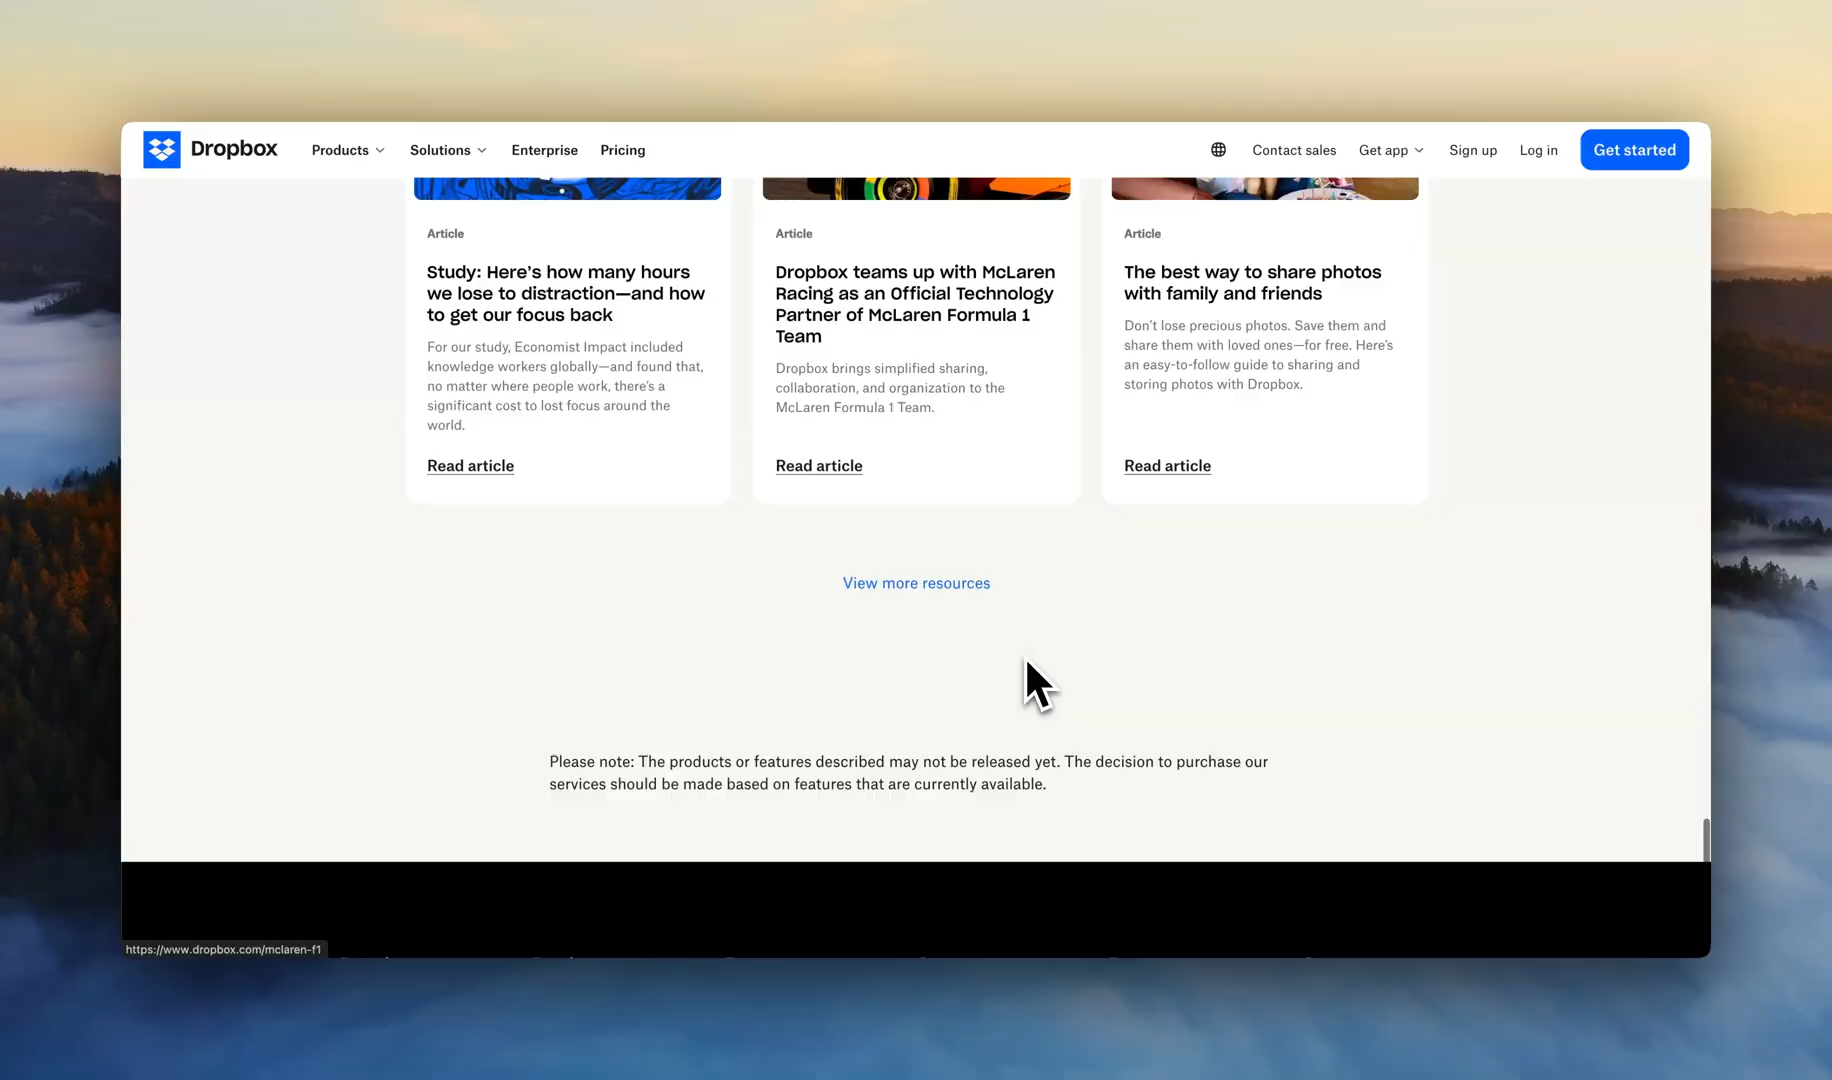 Dropbox
Products
Solutions
Enterprise
Pricing
Contact sales
Get app
Sign up
Log in
Get started
Article
Study: Here’s how many hours
we lose to distraction—and how
to get our focus back
For our study, Economist Impact included
knowledge workers globally—and found that,
no matter where people work, there’s a
significant cost to lost focus around the
world.
Read article
Article
Dropbox teams up with McLaren
Racing as an Official Technology
Partner of McLaren Formula 1
Team
Dropbox brings simplified sharing,
collaboration, and organization to the
McLaren Formula 1 Team.
Read article
Article
The best way to share photos
with family and friends
Don’t lose precious photos. Save them and
share them with loved ones—for free. Here’s
an easy-to-follow guide to sharing and
storing photos with Dropbox.
Read article
View more resources
Please note: The products or features described may not be released yet. The decision to purchase our
services should be made based on features that are currently available.
https://www.dropbox.com/mclaren-f1